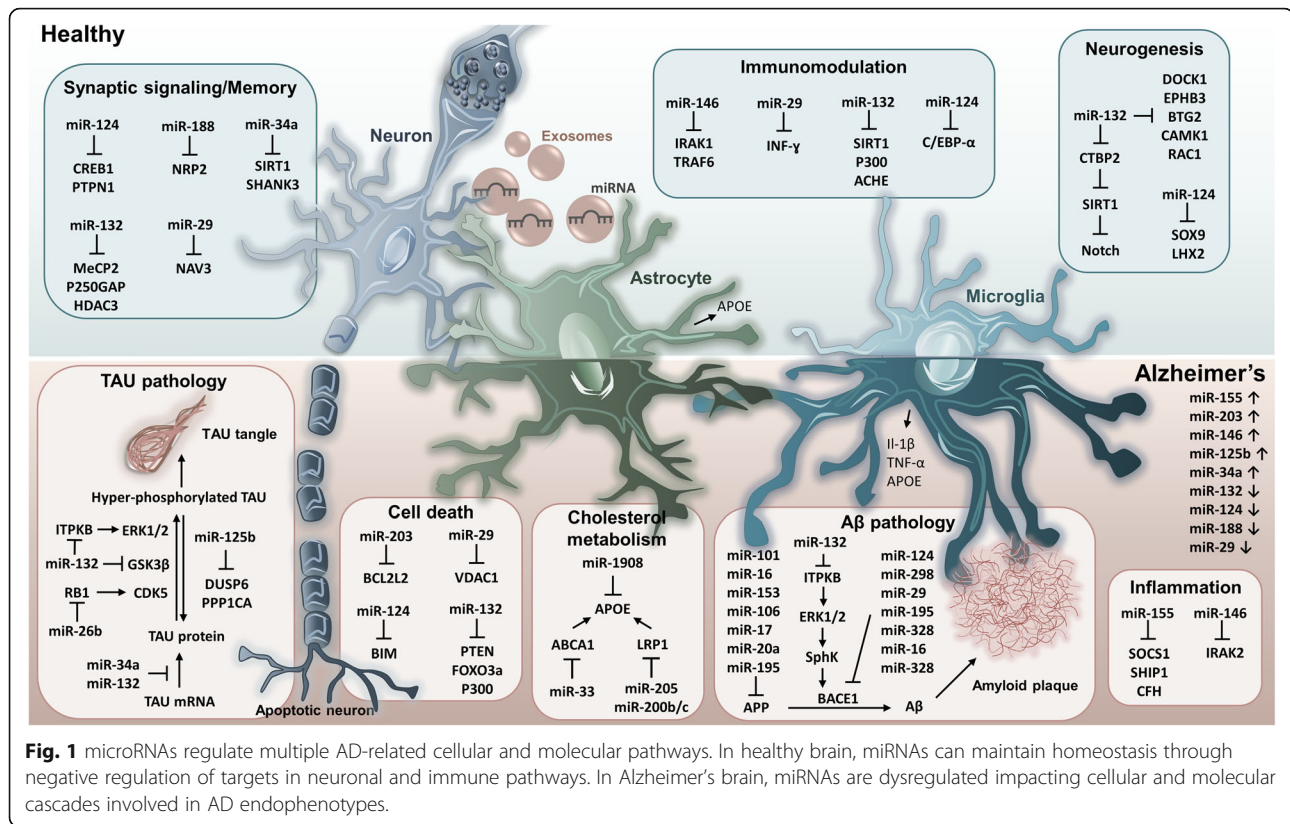 Healthy
Synaptic signaling/Memory
miR-124
CREB1
PTPN1
miR-188
NRP2
miR-34a
SIRT1
SHANK3
miR-132
MeCP2
P250GAP
HDAC3
miR-29
NAV3
Neuron
Exosomes
miRNA
Astrocyte
APOE
Immunomodulation
miR-146
IRAK1
TRAF6
miR-29
INF-ɣ
miR-132
SIRT1
P300
ACHE
miR-124
C/EBP-α
Microglia
Neurogenesis
miR-132
DOCK1
EPHB3
BTG2
CAMK1
RAC1
CTBP2
SIRT1
Notch
miR-124
SOX9
LHX2
TAU pathology
TAU tangle
Hyper-phosphorylated TAU
ITPKB
ERK1/2
miR-132
GSK3β
RB1
CDK5
miR-26b
miR-125b
DUSP6
PPP1CA
TAU protein
miR-34a
miR-132
TAU mRNA
Apoptotic neuron
Cell death
miR-203
BCL2L2
miR-29
VDAC1
miR-124
BIM
miR-132
PTEN
FOXO3a
P300
Cholesterol
metabolism
miR-1908
APOE
ABCA1
LRP1
miR-33
miR-205
miR-200b/c
Il-1β
TNF-α
APOE
Aβ pathology
miR-101
miR-16
miR-153
miR-106
miR-17
miR-20a
miR-195
APP
miR-132
ITPKB
ERK1/2
SphK
BACE1
miR-124
miR-298
miR-29
miR-195
miR-328
miR-16
miR-328
Aβ
Amyloid plaque
Alzheimer's
miR-155 ↑
miR-203 ↑
miR-146 ↑
miR-125b ↑
miR-34a ↑
miR-132 ↓
miR-124 ↓
miR-188 ↓
miR-29 ↓
Inflammation
miR-155
SOCS1
SHIP1
CFH
miR-146
IRAK2
Fig. 1 microRNAs regulate multiple AD-related cellular and molecular pathways. In healthy brain, miRNAs can maintain homeostasis through
negative regulation of targets in neuronal and immune pathways. In Alzheimer's brain, miRNAs are dysregulated impacting cellular and molecular
cascades involved in AD endophenotypes.